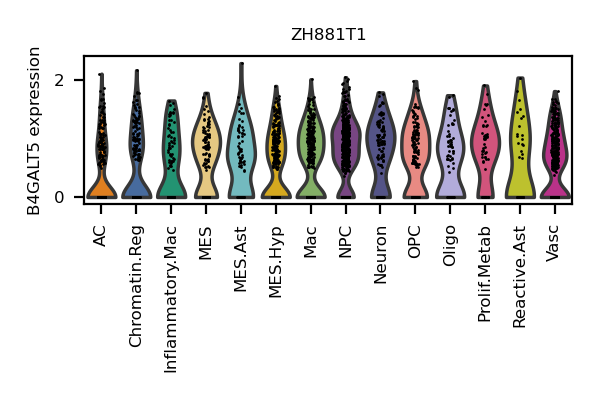 ZH881T1
B4GALT5 expression
2
0
AC
Chromatin.Reg
Inflammatory.Mac
MES
MES.Ast
MES.Hyp
Mac
NPC
Neuron
OPC
Oligo
Prolif.Metab
Reactive.Ast
Vasc